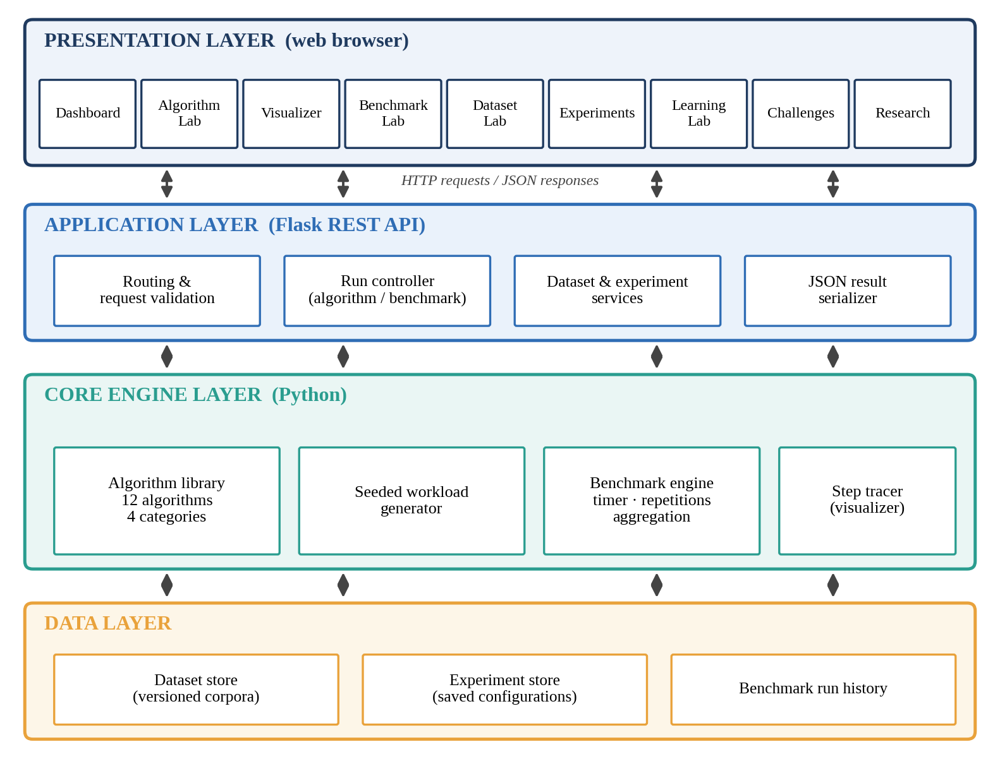 PRESENTATION LAYER (web browser)
Dashboard
Algorithm
Lab
Visualizer
Benchmark
Lab
Dataset
Lab
Experiments
Learning
Lab
Challenges
Research
HTTP requests / JSON responses
APPLICATION LAYER (Flask REST API)
Routing &
request validation
Run controller
(algorithm / benchmark)
Dataset & experiment
services
JSON result
serializer
CORE ENGINE LAYER (Python)
Algorithm library
12 algorithms
4 categories
Seeded workload
generator
Benchmark engine
timer · repetitions
aggregation
Step tracer
(visualizer)
DATA LAYER
Dataset store
(versioned corpora)
Experiment store
(saved configurations)
Benchmark run history